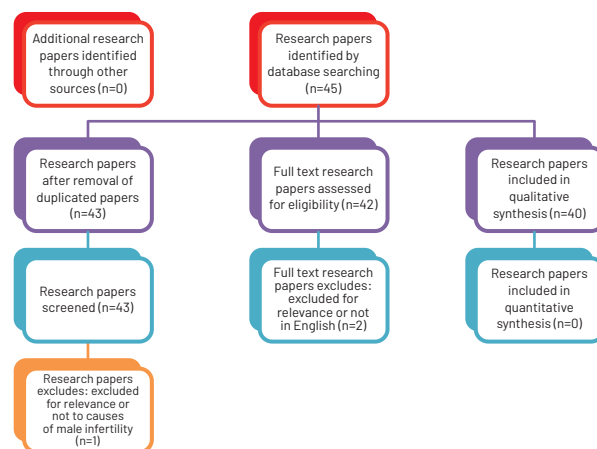 Additional research
papers identified
through other
sources (n=0)
Research papers
identified by
database searching
(n=45)
Research papers
after removal of
duplicated papers
(n=43)
Full text research
papers assessed
for eligibility (n=42)
Research papers
included in
qualitative
synthesis (n=40)
Research papers
screened (n=43)
Full text research
papers excludes:
excluded for
relevance or not
in English (n=2)
Research papers
included in
quantitative
synthesis (n=0)
Research papers
excludes: excluded
for relevance or
not to causes
of male infertility
(n=1)